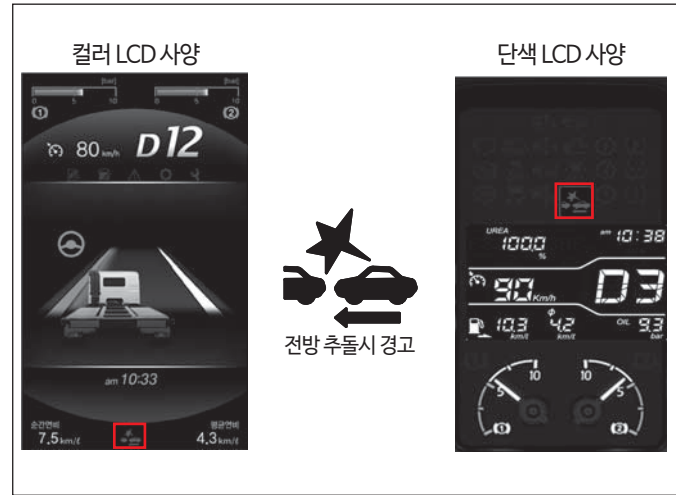 컬러 LCD 사양
단색 LCD 사양
[bar]
[bar]
0 5 10
0 5 10
(1)
(2)
80 km/h
D12
am 10:33
순간연비
7.5 km/ℓ
평균연비
4.3 km/ℓ
전방 추돌시 경고
UREA
100.0
%
am 10:38
90 Km/h
D3
10.3
km/ℓ
ø
4.2
km/ℓ
OIL 9.3
bar
5 10
(1)
10 5
(2)